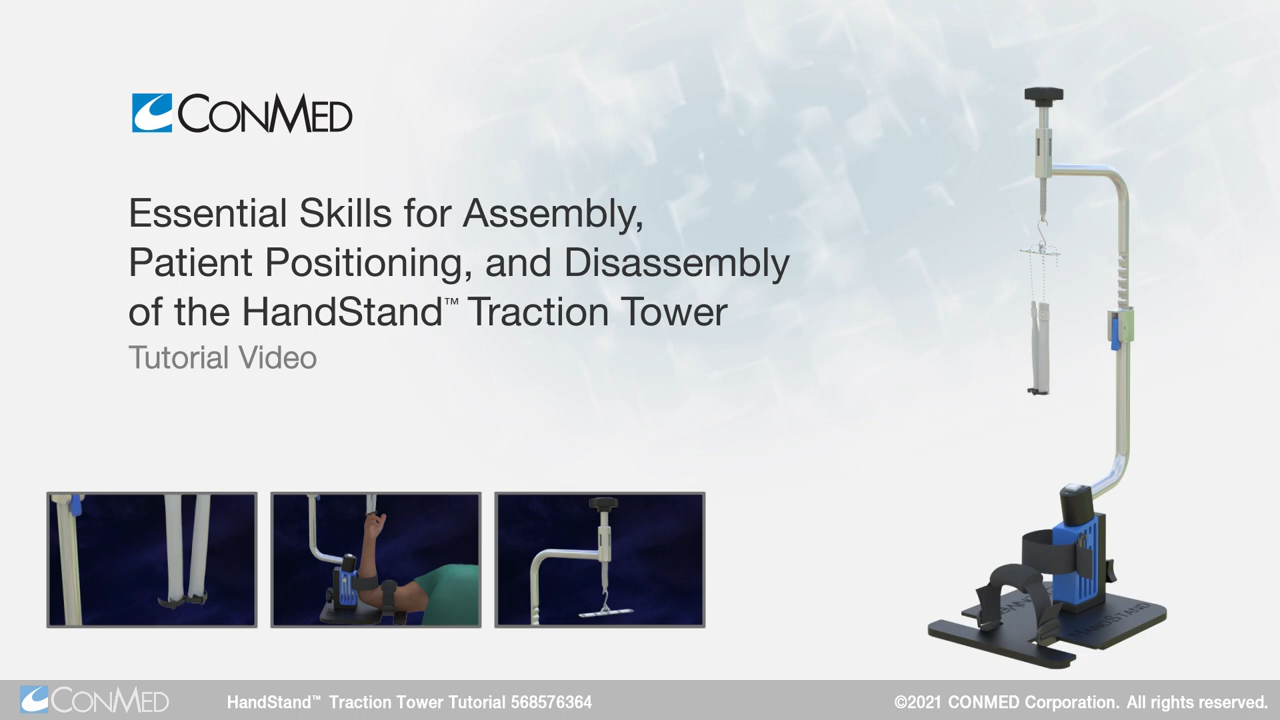 CONMED
Essential Skills for Assembly,
Patient Positioning, and Disassembly
of the HandStand™ Traction Tower
Tutorial Video
HANDSTAND
CONMED
HandStand™ Traction Tower Tutorial 568576364
©2021 CONMED Corporation. All rights reserved.